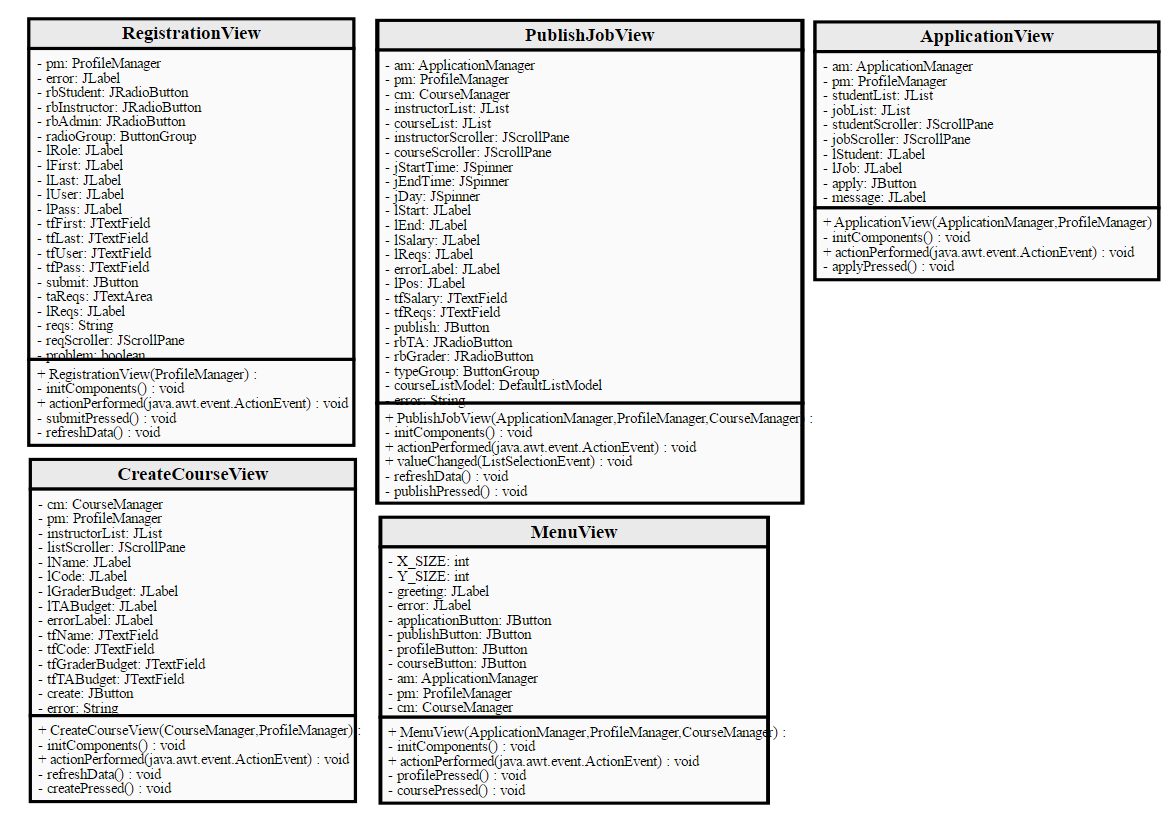 RegistrationView
- pm: ProfileManager
- error: JLabel
- rbStudent: JRadioButton
- rbInstructor: JRadioButton
- rbAdmin: JRadioButton
- radioGroup: ButtonGroup
- lRole: JLabel
- lFirst: JLabel
- lLast: JLabel
- lUser: JLabel
- lPass: JLabel
- tfFirst: JTextField
- tfLast: JTextField
- tfUser: JTextField
- tfPass: JTextField
- submit: JButton
- taReqs: JTextArea
- lReqs: JLabel
- reqs: String
- reqScroller: JScrollPane
- problem: boolean
+ RegistrationView(ProfileManager) :
- initComponents() : void
+ actionPerformed(java.awt.event.ActionEvent) : void
- submitPressed() : void
- refreshData() : void
PublishJobView
- am: ApplicationManager
- pm: ProfileManager
- cm: CourseManager
- instructorList: JList
- courseList: JList
- instructorScroller: JScrollPane
- courseScroller: JScrollPane
- jStartTime: JSpinner
- jEndTime: JSpinner
- jDay: JSpinner
- lStart: JLabel
- lEnd: JLabel
- lSalary: JLabel
- lReqs: JLabel
- errorLabel: JLabel
- lPos: JLabel
- tfSalary: JTextField
- tfReqs: JTextField
- publish: JButton
- rbTA: JRadioButton
- rbGrader: JRadioButton
- typeGroup: ButtonGroup
- courseListModel: DefaultListModel
- error: String
+ PublishJobView(ApplicationManager,ProfileManager,CourseManager) :
- initComponents() : void
+ actionPerformed(java.awt.event.ActionEvent) : void
+ valueChanged(ListSelectionEvent) : void
- refreshData() : void
- publishPressed() : void
ApplicationView
- am: ApplicationManager
- pm: ProfileManager
- studentList: JList
- jobList: JList
- studentScroller: JScrollPane
- jobScroller: JScrollPane
- lStudent: JLabel
- lJob: JLabel
- apply: JButton
- message: JLabel
+ ApplicationView(ApplicationManager,ProfileManager)
- initComponents() : void
+ actionPerformed(java.awt.event.ActionEvent) : void
- applyPressed() : void
CreateCourseView
- cm: CourseManager
- pm: ProfileManager
- instructorList: JList
- listScroller: JScrollPane
- lName: JLabel
- lCode: JLabel
- lGraderBudget: JLabel
- lTABudget: JLabel
- errorLabel: JLabel
- tfName: JTextField
- tfCode: JTextField
- tfGraderBudget: JTextField
- tfTABudget: JTextField
- create: JButton
- error: String
+ CreateCourseView(CourseManager,ProfileManager) :
- initComponents() : void
+ actionPerformed(java.awt.event.ActionEvent) : void
- refreshData() : void
- createPressed() : void
MenuView
- X_SIZE: int
- Y_SIZE: int
- greeting: JLabel
- error: JLabel
- applicationButton: JButton
- publishButton: JButton
- profileButton: JButton
- courseButton: JButton
- am: ApplicationManager
- pm: ProfileManager
- cm: CourseManager
+ MenuView(ApplicationManager,ProfileManager,CourseManager) :
- initComponents() : void
+ actionPerformed(java.awt.event.ActionEvent) : void
- profilePressed() : void
- coursePressed() : void